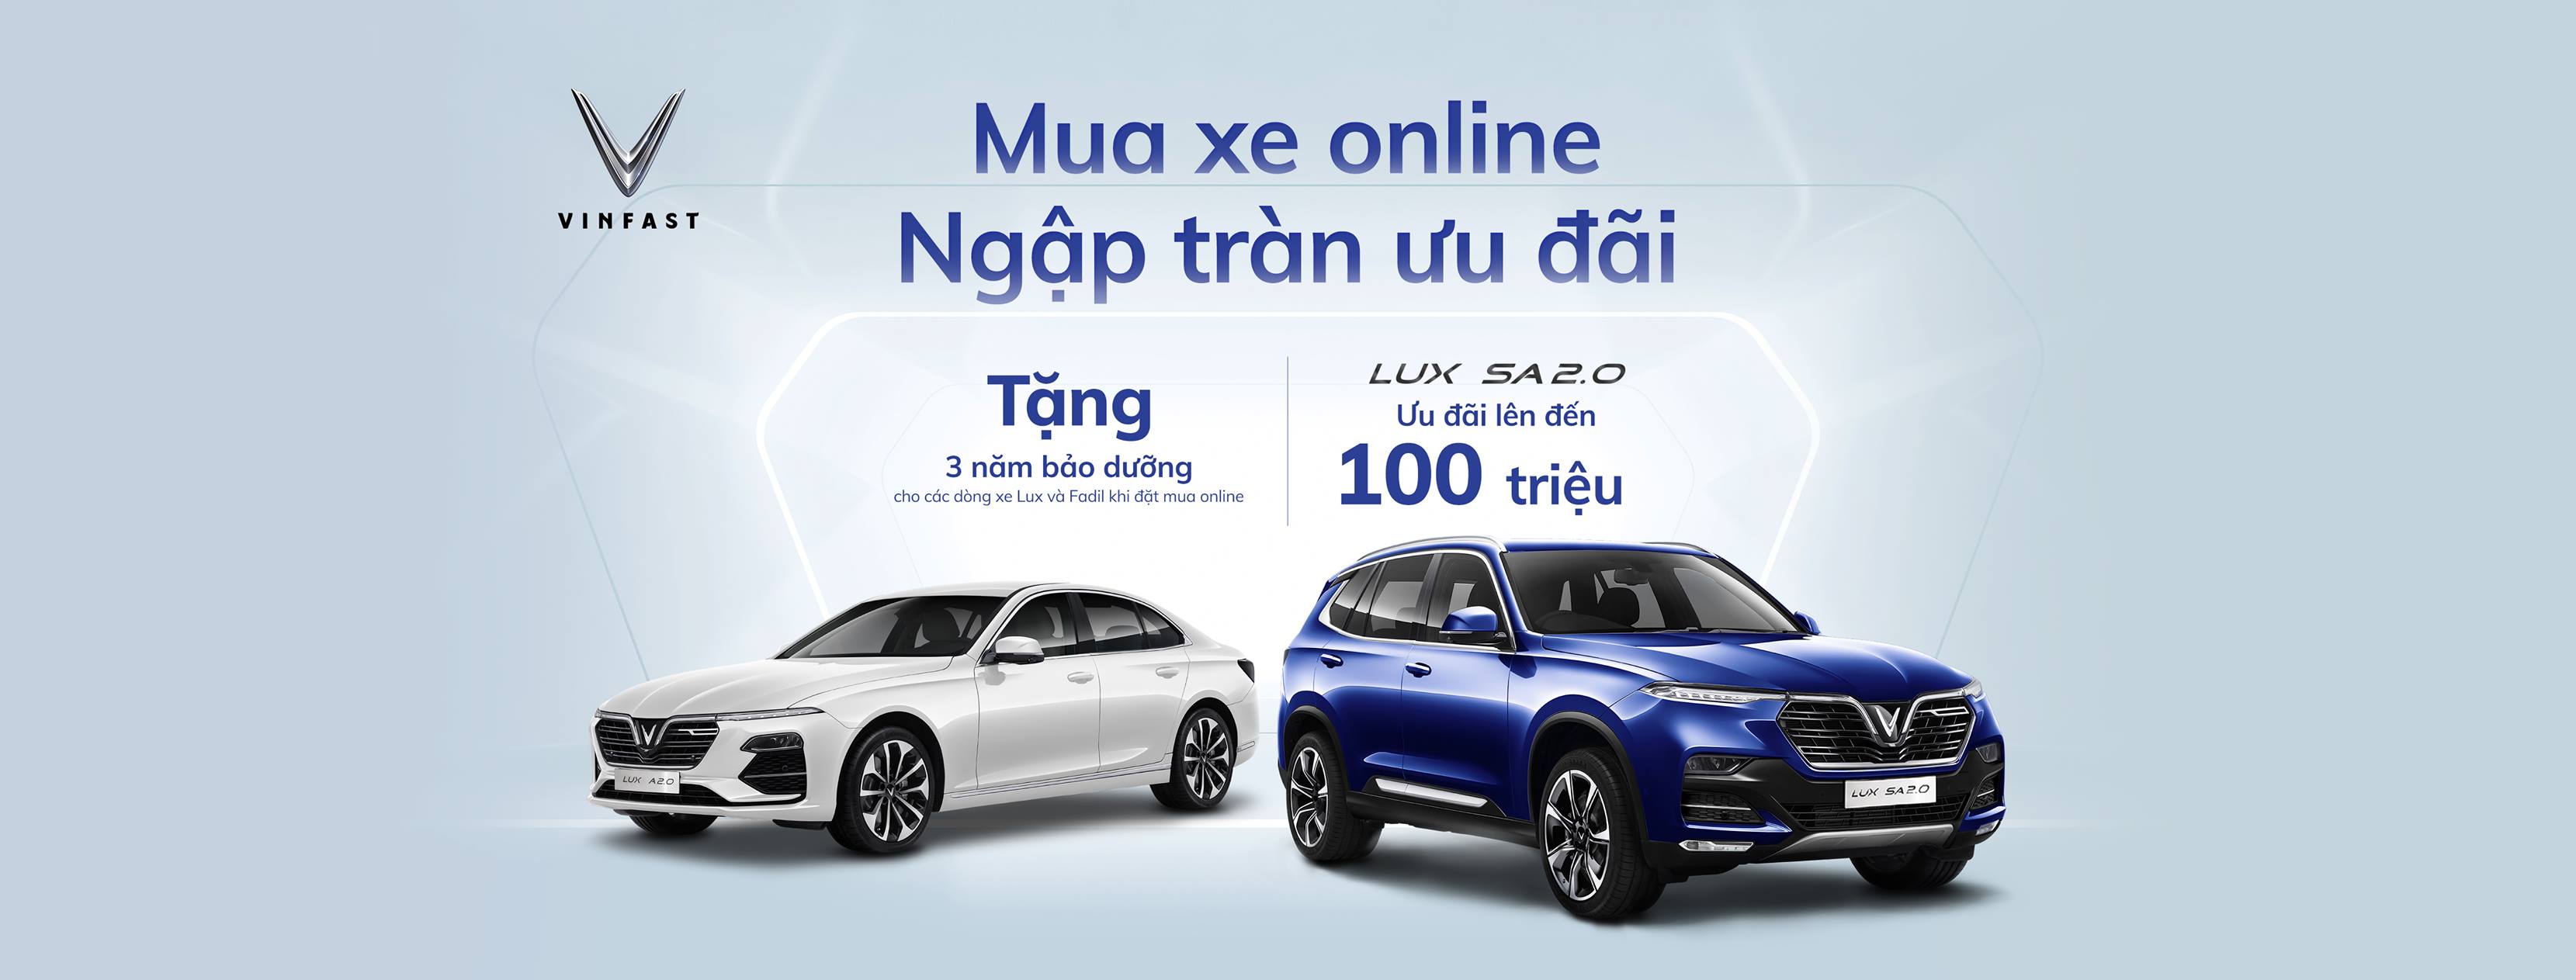 VINFAST
Mua xe online
Ngập tràn ưu đãi
Tặng
3 năm bảo dưỡng
cho các dòng xe Lux và Fadil khi đặt mua online
LUX SA2.0
Ưu đãi lên đến
100 triệu
LUX A2.0
LUX SA2.0